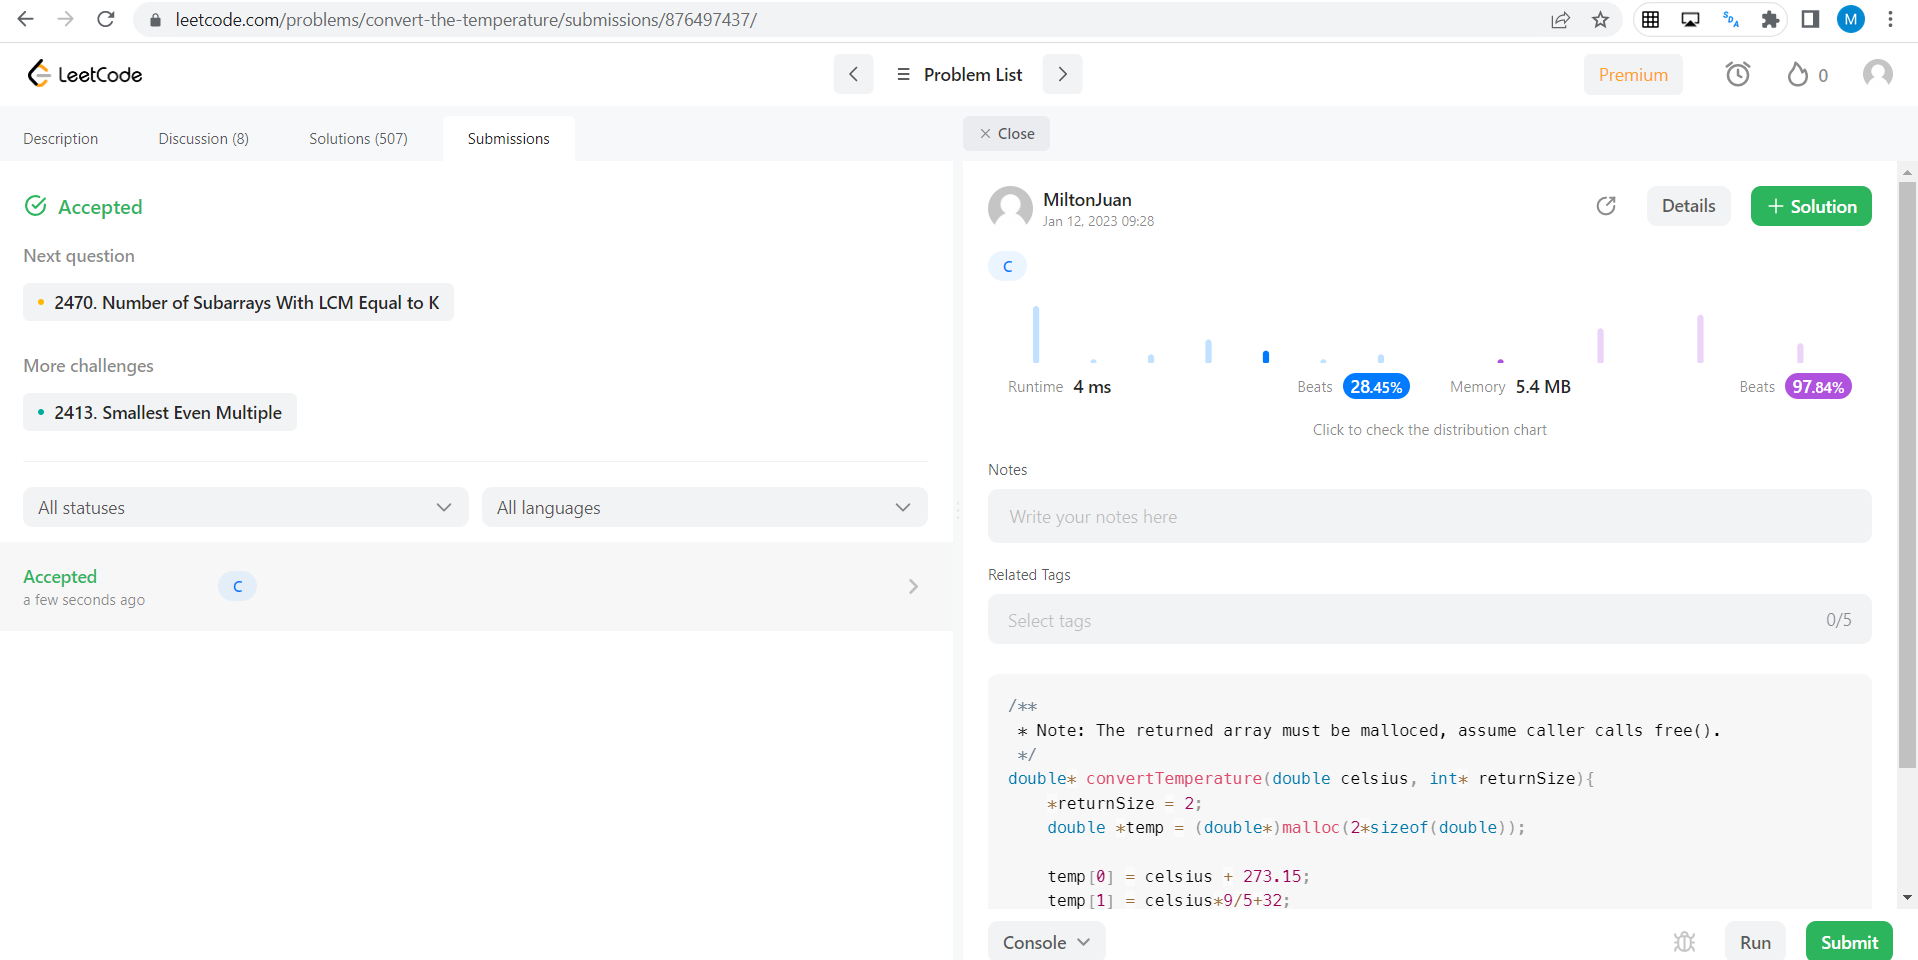 leetcode.com/problems/convert-the-temperature/submissions/876497437/
M
LeetCode
Problem List
Premium
0
Description
Discussion (8)
Solutions (507)
Submissions
Close
Accepted
Next question
2470. Number of Subarrays With LCM Equal to K
More challenges
2413. Smallest Even Multiple
All statuses
All languages
Accepted
C
a few seconds ago
MiltonJuan
Jan 12, 2023 09:28
Details
+ Solution
C
Runtime 4 ms
Beats 28.45%
Memory 5.4 MB
Beats 97.84%
Click to check the distribution chart
Notes
Write your notes here
Related Tags
Select tags
0/5
/**
 * Note: The returned array must be malloced, assume caller calls free().
 */
double* convertTemperature(double celsius, int* returnSize){
    *returnSize = 2;
    double *temp = (double*)malloc(2*sizeof(double));
    temp[0] = celsius + 273.15;
    temp[1] = celsius*9/5+32;
Console
Run
Submit